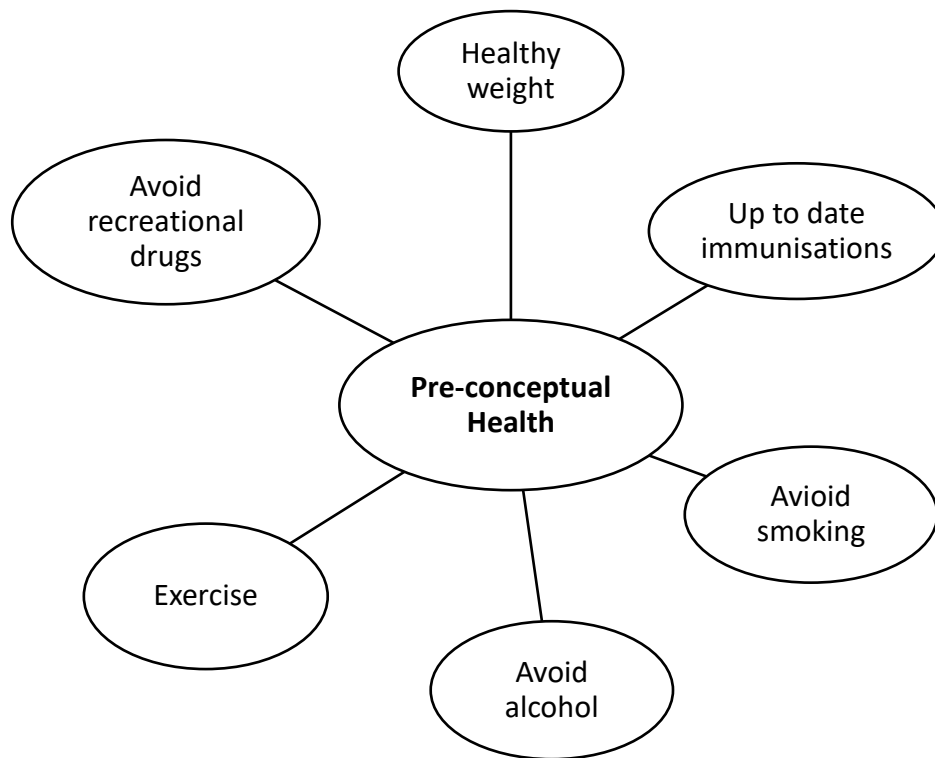 Healthy
weight
Avoid
recreational
drugs
Up to date
immunisations
Pre-conceptual
Health
Avioid
smoking
Exercise
Avoid
alcohol